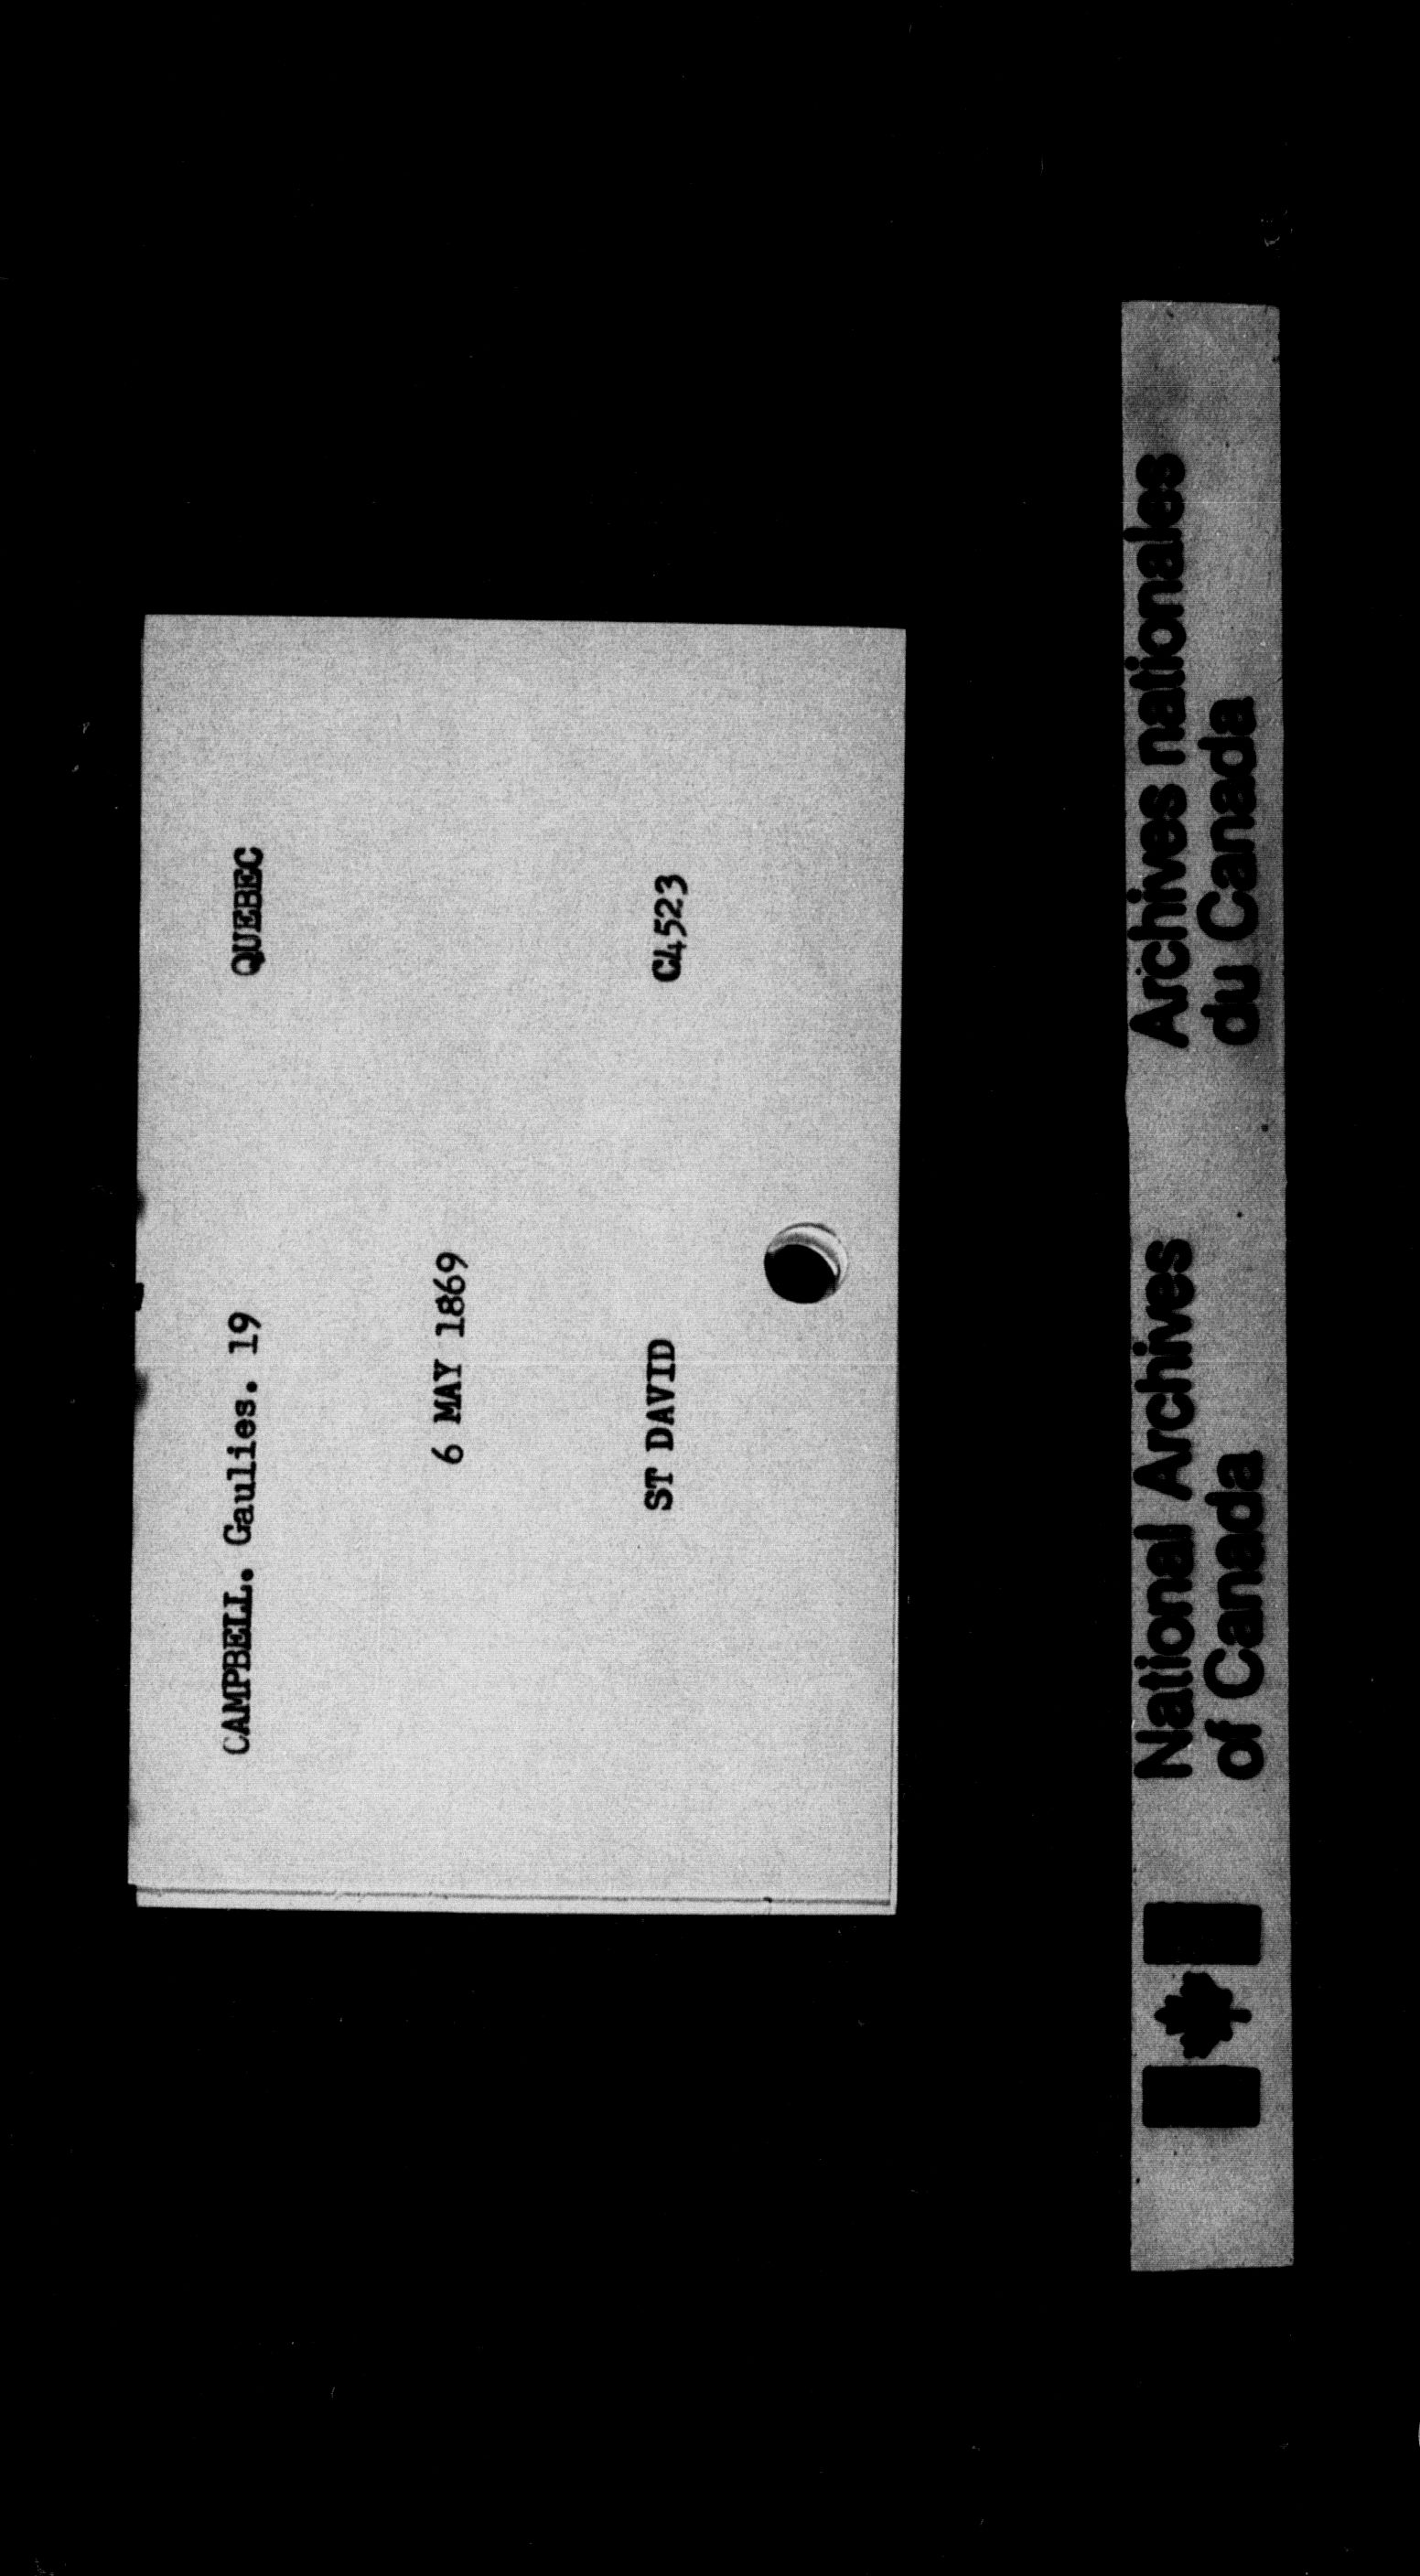 CAMPBELL. Gaulies. 19 QUEBEC
6 MAY 1869
ST DAVID C4523
National Archives of Canada
Archives nationales du Canada